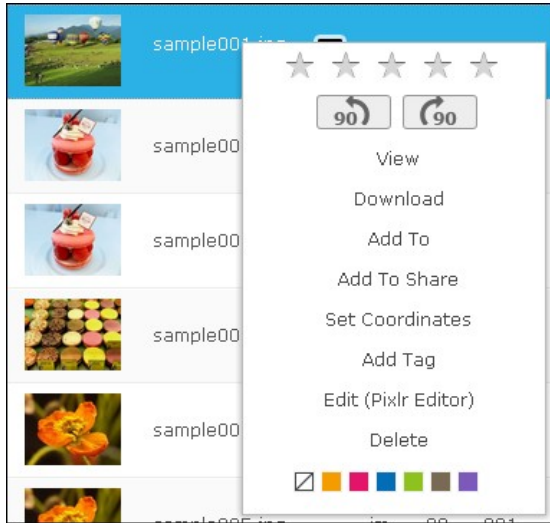 sample001.jpg
90 90
sample00
View
Download
sample00
Add To
Add To Share
sample00
Set Coordinates
Add Tag
Edit (Pixlr Editor)
sample00
Delete